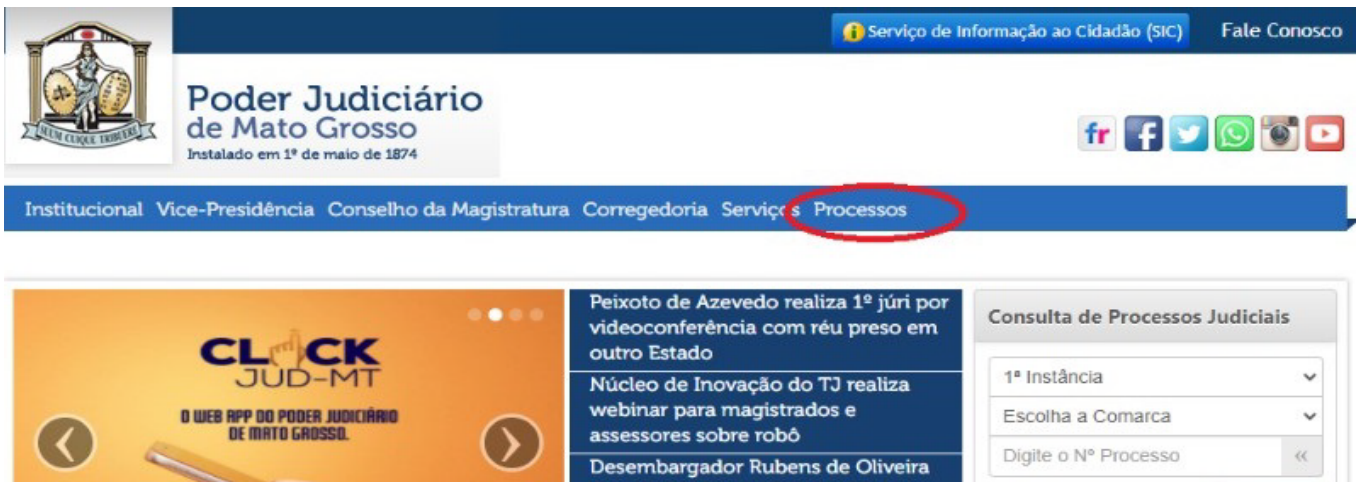 Serviço de Informação ao Cidadão (SIC)
Fale Conosco
SUUM CUIQUE TRIBUERE
Poder Judiciário
de Mato Grosso
Instalado em 1º de maio de 1874
fr
Institucional Vice-Presidência Conselho da Magistratura Corregedoria Serviços Processos
CLICK
JUD-MT
O WEB APP DO PODER JUDICIÁRIO
DE MATO GROSSO.
Peixoto de Azevedo realiza 1º júri por
videoconferência com réu preso em
outro Estado
Núcleo de Inovação do TJ realiza
webinar para magistrados e
assessores sobre robô
Desembargador Rubens de Oliveira
Consulta de Processos Judiciais
1ª Instância
Escolha a Comarca
Digite o Nº Processo